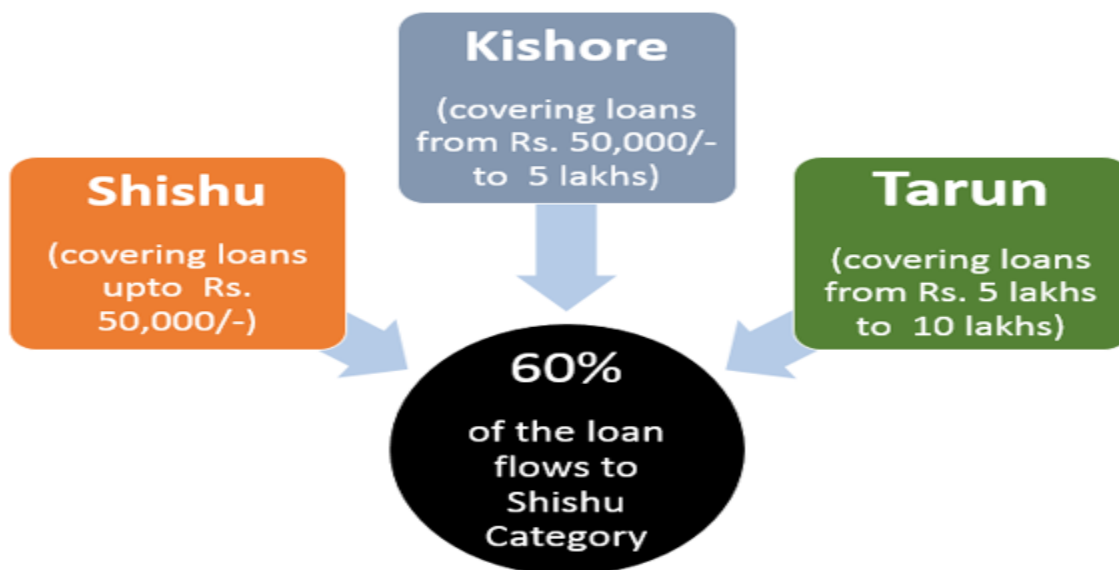 Kishore
(covering loans
from Rs. 50,000/-
to 5 lakhs)
Shishu
(covering loans
upto Rs.
50,000/-)
Tarun
(covering loans
from Rs. 5 lakhs
to 10 lakhs)
60%
of the loan
flows to
Shishu
Category